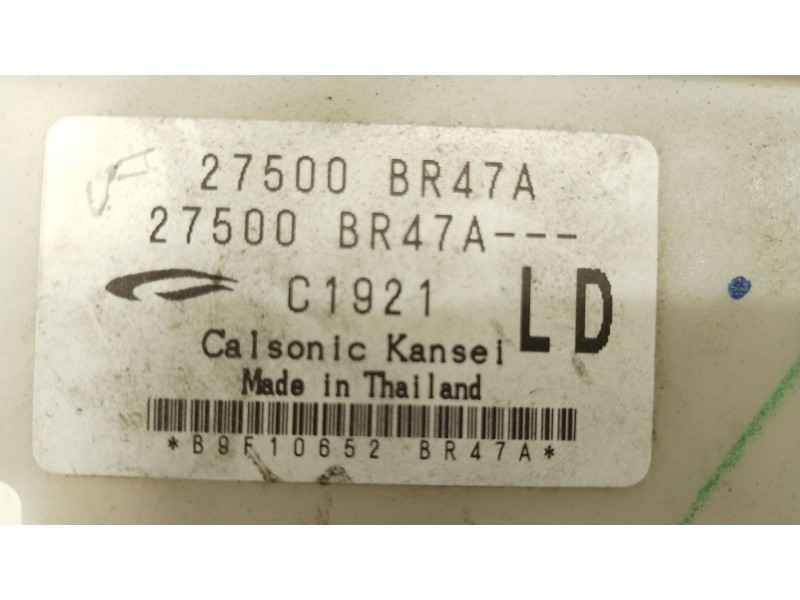 27500 BR47A
27500 BR47A---
C1921 LD
Calsonic Kansei
Made in Thailand
*B9F10652 BR47A*